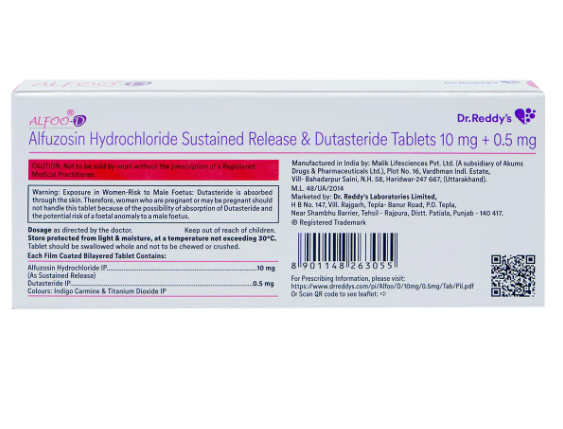 ALFOO®-D
Dr.Reddy's
Alfuzosin Hydrochloride Sustained Release & Dutasteride Tablets 10 mg + 0.5 mg
CAUTION: Not to be sold by retail without the prescription of a Registered
Medical Practitioner.
Warning: Exposure in Women-Risk to Male Foetus: Dutasteride is absorbed
through the skin. Therefore, women who are pregnant or may be pregnant should
not handle this tablet because of the possibility of absorption of Dutasteride and
the potential risk of a foetal anomaly to a male foetus.
Dosage as directed by the doctor. Keep out of reach of children.
Store protected from light & moisture, at a temperature not exceeding 30°C.
Tablet should be swallowed whole and not to be chewed or crushed.
Each Film Coated Bilayered Tablet Contains:
Alfuzosin Hydrochloride IP...10 mg
(As Sustained Release)
Dutasteride IP...0.5 mg
Colours: Indigo Carmine & Titanium Dioxide IP
Manufactured in India by: Malik Lifesciences Pvt. Ltd. (A subsidiary of Akums
Drugs & Pharmaceuticals Ltd.), Plot No. 16, Vardhman Indl. Estate,
Vill- Bahadarpur Saini, N.H. 58, Haridwar-247 667, (Uttarakhand).
M.L. 48/UA/2014
Marketed by: Dr. Reddy's Laboratories Limited,
H B No. 147, Vill. Rajgarh, Tepla- Banur Road, P.O. Tepla,
Near Shambhu Barrier, Tehsil - Rajpura, Distt. Patiala, Punjab - 140 417.
® Registered Trademark
8 901148 263055
For Prescribing Information, please visit:
https://www.drreddys.com/pi/Alfoo/D/10mg/0.5mg/Tab/Pil.pdf
Or Scan QR code to see leaflet: ⇨